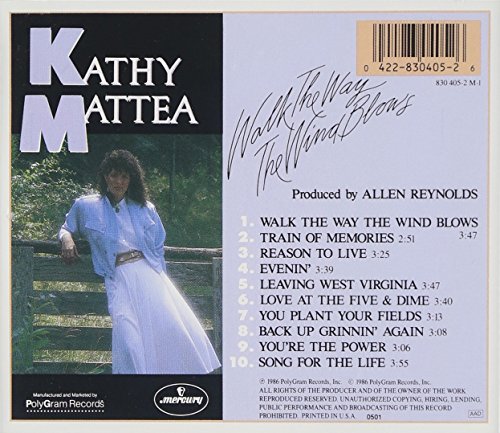 KATHY
MATTEA
0 422-830405-2 6
830 405-2 M-1
Walk The Way
The Wind Blows
Produced by ALLEN REYNOLDS
1. WALK THE WAY THE WIND BLOWS 3:47
2. TRAIN OF MEMORIES 2:51
3. REASON TO LIVE 3:25
4. EVENIN' 3:39
5. LEAVING WEST VIRGINIA 3:47
6. LOVE AT THE FIVE & DIME 3:40
7. YOU PLANT YOUR FIELDS 3:13
8. BACK UP GRINNIN' AGAIN 3:08
9. YOU'RE THE POWER 3:06
10. SONG FOR THE LIFE 3:55
℗ 1986 PolyGram Records, Inc. © 1986 PolyGram Records, Inc.
ALL RIGHTS OF THE PRODUCER AND OF THE OWNER OF THE WORK
REPRODUCED RESERVED. UNAUTHORIZED COPYING, HIRING, LENDING,
PUBLIC PERFORMANCE AND BROADCASTING OF THIS RECORD
PROHIBITED. PRINTED IN U.S.A. 0501 AAD
Manufactured and Marketed by
PolyGram Records
mercury